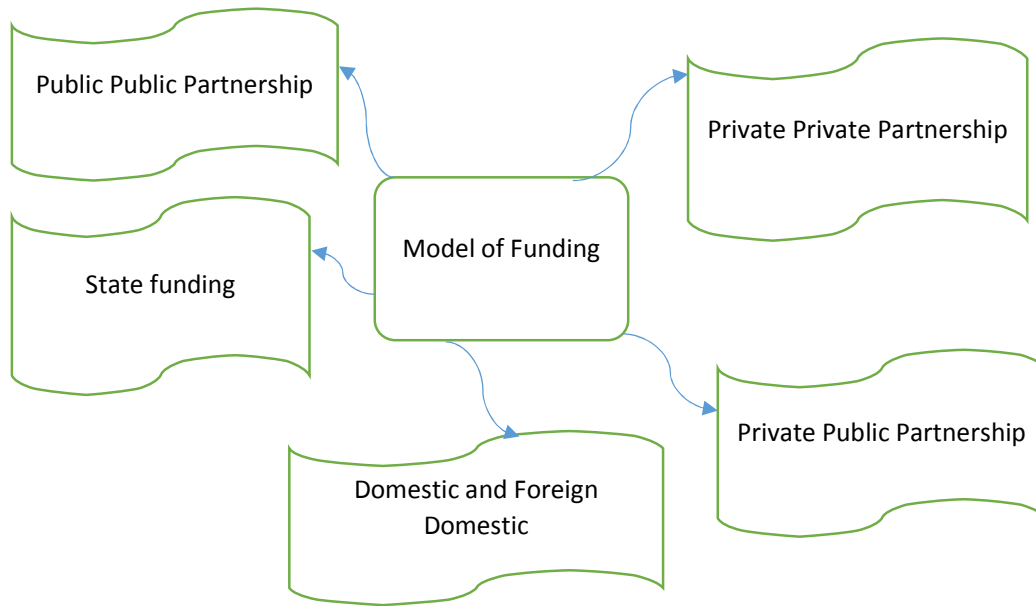 Public Public Partnership
Private Private Partnership
Model of Funding
State funding
Private Public Partnership
Domestic and Foreign
Domestic